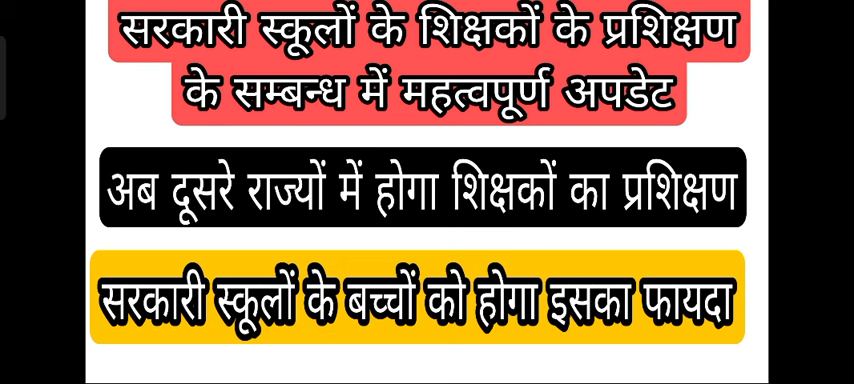 सरकारी स्कूलों के शिक्षकों के प्रशिक्षण
के सम्बन्ध में महत्वपूर्ण अपडेट
अब दूसरे राज्यों में होगा शिक्षकों का प्रशिक्षण
सरकारी स्कूलों के बच्चों को होगा इसका फायदा